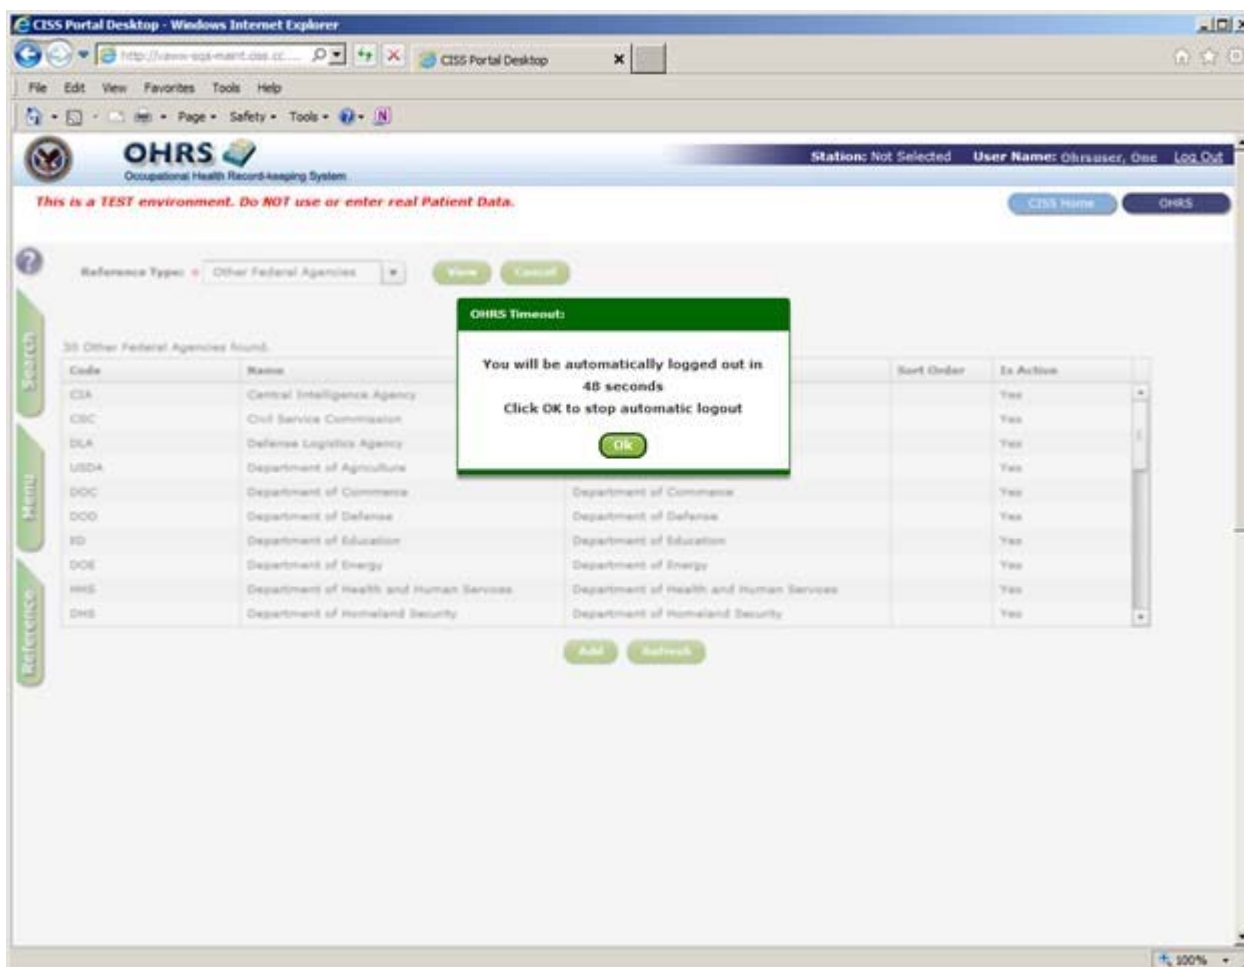 CISS Portal Desktop - Windows Internet Explorer
CISS Portal Desktop
File Edit View Favorites Tools Help
Page Safety Tools
OHRS
Occupational Health Record-keeping System
Station: Not Selected User Name: Ohrsuser, One Log Out
This is a TEST environment. Do NOT use or enter real Patient Data.
CISS Home OHRS
Reference Type: * Other Federal Agencies View Cancel
Search
Menu
Reference
OHRS Timeout:
You will be automatically logged out in
48 seconds
Click OK to stop automatic logout
Ok
30 Other Federal Agencies found.
Code Name Sort Order Is Active
CIA Central Intelligence Agency Yes
CSC Civil Service Commission Yes
DLA Defense Logistics Agency Yes
USDA Department of Agriculture Yes
DOC Department of Commerce Department of Commerce Yes
DOD Department of Defense Department of Defense Yes
ED Department of Education Department of Education Yes
DOE Department of Energy Department of Energy Yes
HHS Department of Health and Human Services Department of Health and Human Services Yes
DHS Department of Homeland Security Department of Homeland Security Yes
Add Refresh
100%